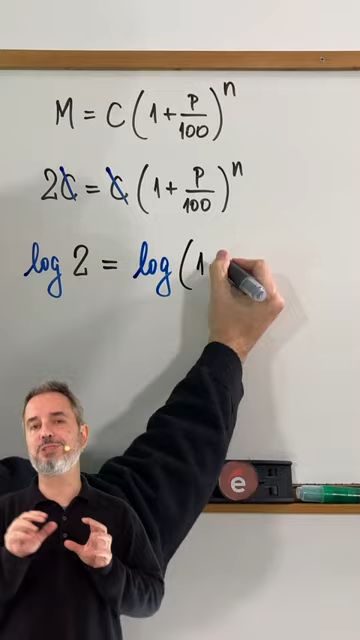 M = C(1 + P/100)^n
2C = C(1 + P/100)^n
log 2 = log(1
e